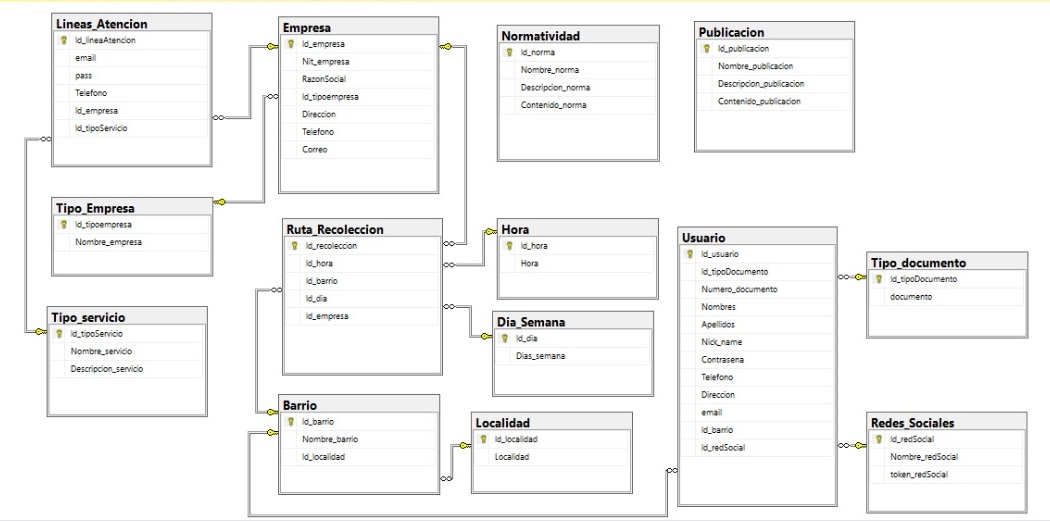 Lineas_Atencion
Id_lineaAtencion
email
pass
Telefono
Id_empresa
Id_tipoServicio
Empresa
Id_empresa
Nit_empresa
RazonSocial
Id_tipoempresa
Direccion
Telefono
Correo
Normatividad
Id_norma
Nombre_norma
Descripcion_norma
Contenido_norma
Publicacion
Id_publicacion
Nombre_publicacion
Descripcion_publicacion
Contenido_publicacion
Tipo_Empresa
Id_tipoempresa
Nombre_empresa
Ruta_Recoleccion
Id_recoleccion
Id_hora
Id_barrio
Id_dia
Id_empresa
Hora
Id_hora
Hora
Usuario
Id_usuario
Id_tipoDocumento
Numero_documento
Nombres
Apellidos
Nick_name
Contrasena
Telefono
Direccion
email
Id_barrio
Id_redSocial
Tipo_documento
Id_tipoDocumento
documento
Tipo_servicio
Id_tipoServicio
Nombre_servicio
Descripcion_servicio
Dia_Semana
Id_dia
Dias_semana
Barrio
Id_barrio
Nombre_barrio
Id_localidad
Localidad
Id_localidad
Localidad
Redes_Sociales
Id_redSocial
Nombre_redSocial
token_redSocial